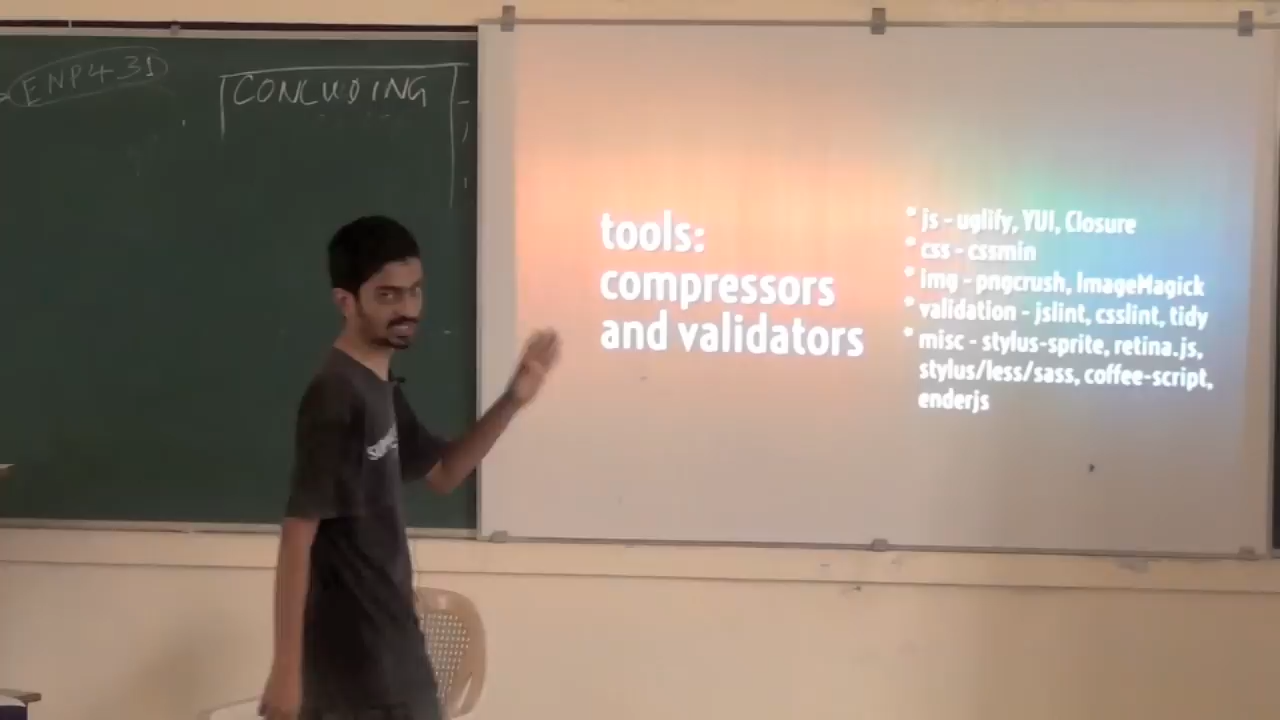 ENP431
CONCLUDING
tools:
compressors
and validators
* js - uglify, YUI, Closure
* css - cssmin
* img - pngcrush, ImageMagick
* validation - jslint, csslint, tidy
* misc - stylus-sprite, retina.js,
stylus/less/sass, coffee-script,
enderjs